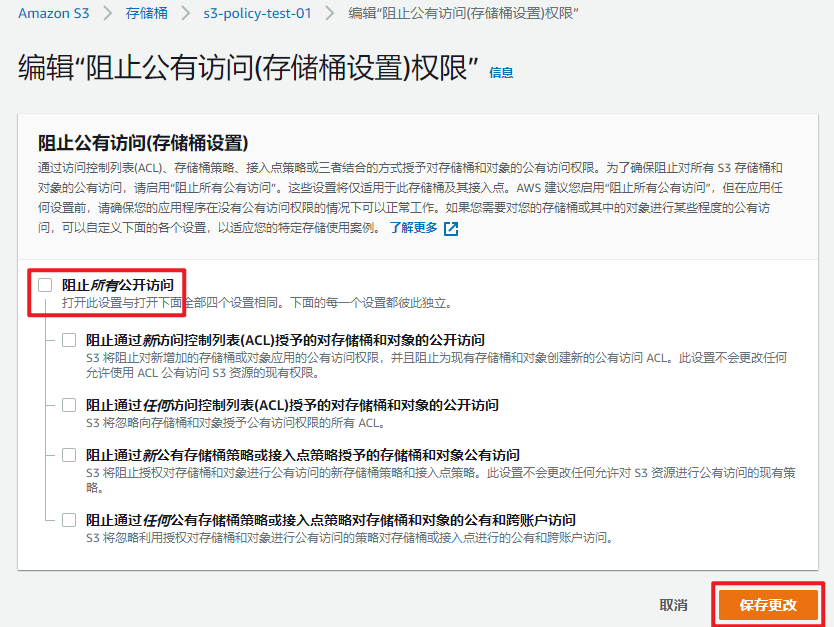 Amazon S3 > 存储桶 > s3-policy-test-01 > 编辑“阻止公有访问(存储桶设置)权限”
编辑“阻止公有访问(存储桶设置)权限” 信息
阻止公有访问(存储桶设置)
通过访问控制列表(ACL)、存储桶策略、接入点策略或三者结合的方式授予对存储桶和对象的公有访问权限。为了确保阻止对所有 S3 存储桶和
对象的公有访问，请启用“阻止所有公有访问”。这些设置将仅适用于此存储桶及其接入点。AWS 建议您启用“阻止所有公有访问”，但在应用任
何设置前，请确保您的应用程序在没有公有访问权限的情况下可以正常工作。如果您需要对您的存储桶或其中的对象进行某些程度的公有访
问，可以自定义下面的各个设置，以适应您的特定存储使用案例。 了解更多
阻止所有公开访问
打开此设置与打开下面全部四个设置相同。下面的每一个设置都彼此独立。
阻止通过新访问控制列表(ACL)授予的对存储桶和对象的公开访问
S3 将阻止对新增加的存储桶或对象应用的公有访问权限，并且阻止为现有存储桶和对象创建新的公有访问 ACL。此设置不会更改任何
允许使用 ACL 公有访问 S3 资源的现有权限。
阻止通过任何访问控制列表(ACL)授予的对存储桶和对象的公开访问
S3 将忽略向存储桶和对象授予公有访问权限的所有 ACL。
阻止通过新公有存储桶策略或接入点策略授予的存储桶和对象公有访问
S3 将阻止授权对存储桶和对象进行公有访问的新存储桶策略和接入点策略。此设置不会更改任何允许对 S3 资源进行公有访问的现有策
略。
阻止通过任何公有存储桶策略或接入点策略对存储桶和对象的公有和跨账户访问
S3 将忽略利用授权对存储桶和对象进行公有访问的策略对存储桶或接入点进行的公有和跨账户访问。
取消 保存更改